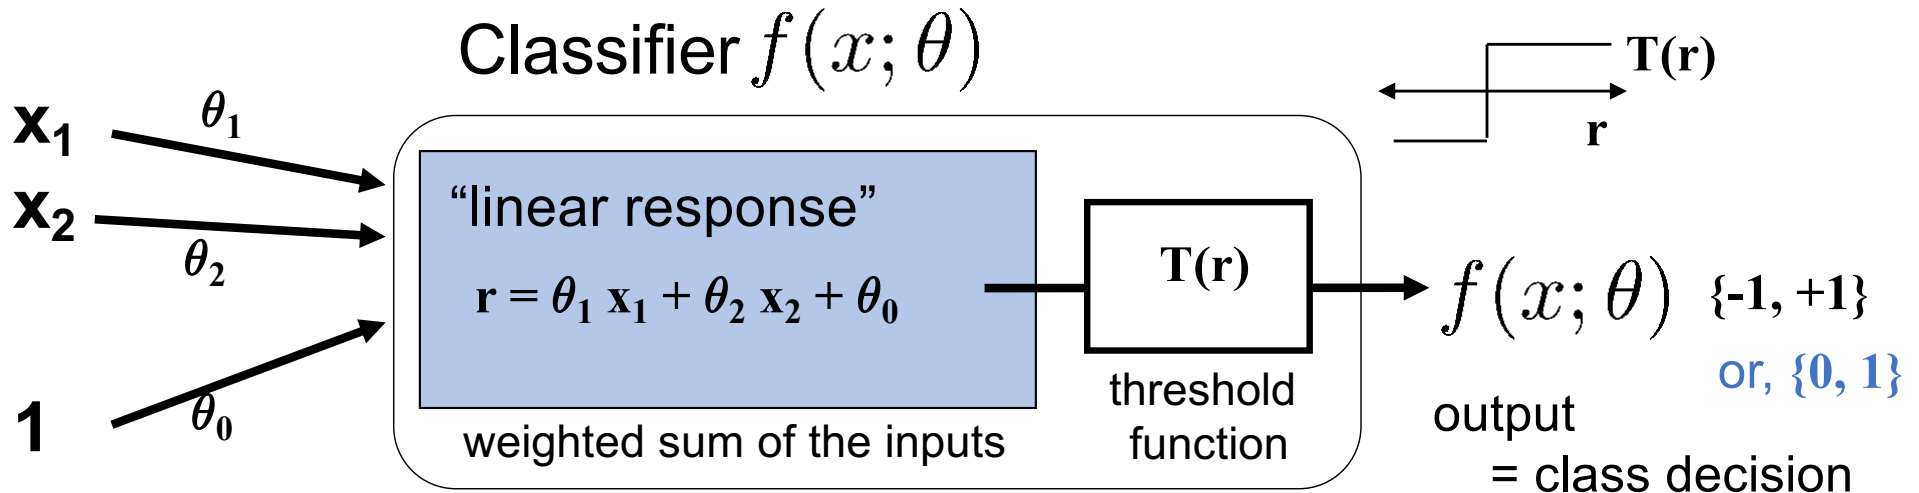 Classifier f(x; θ)
T(r)
r
x₁
θ₁
x₂
θ₂
1
θ₀
“linear response”
r = θ₁ x₁ + θ₂ x₂ + θ₀
weighted sum of the inputs
T(r)
threshold
function
f(x; θ) {-1, +1}
or, {0, 1}
output
= class decision